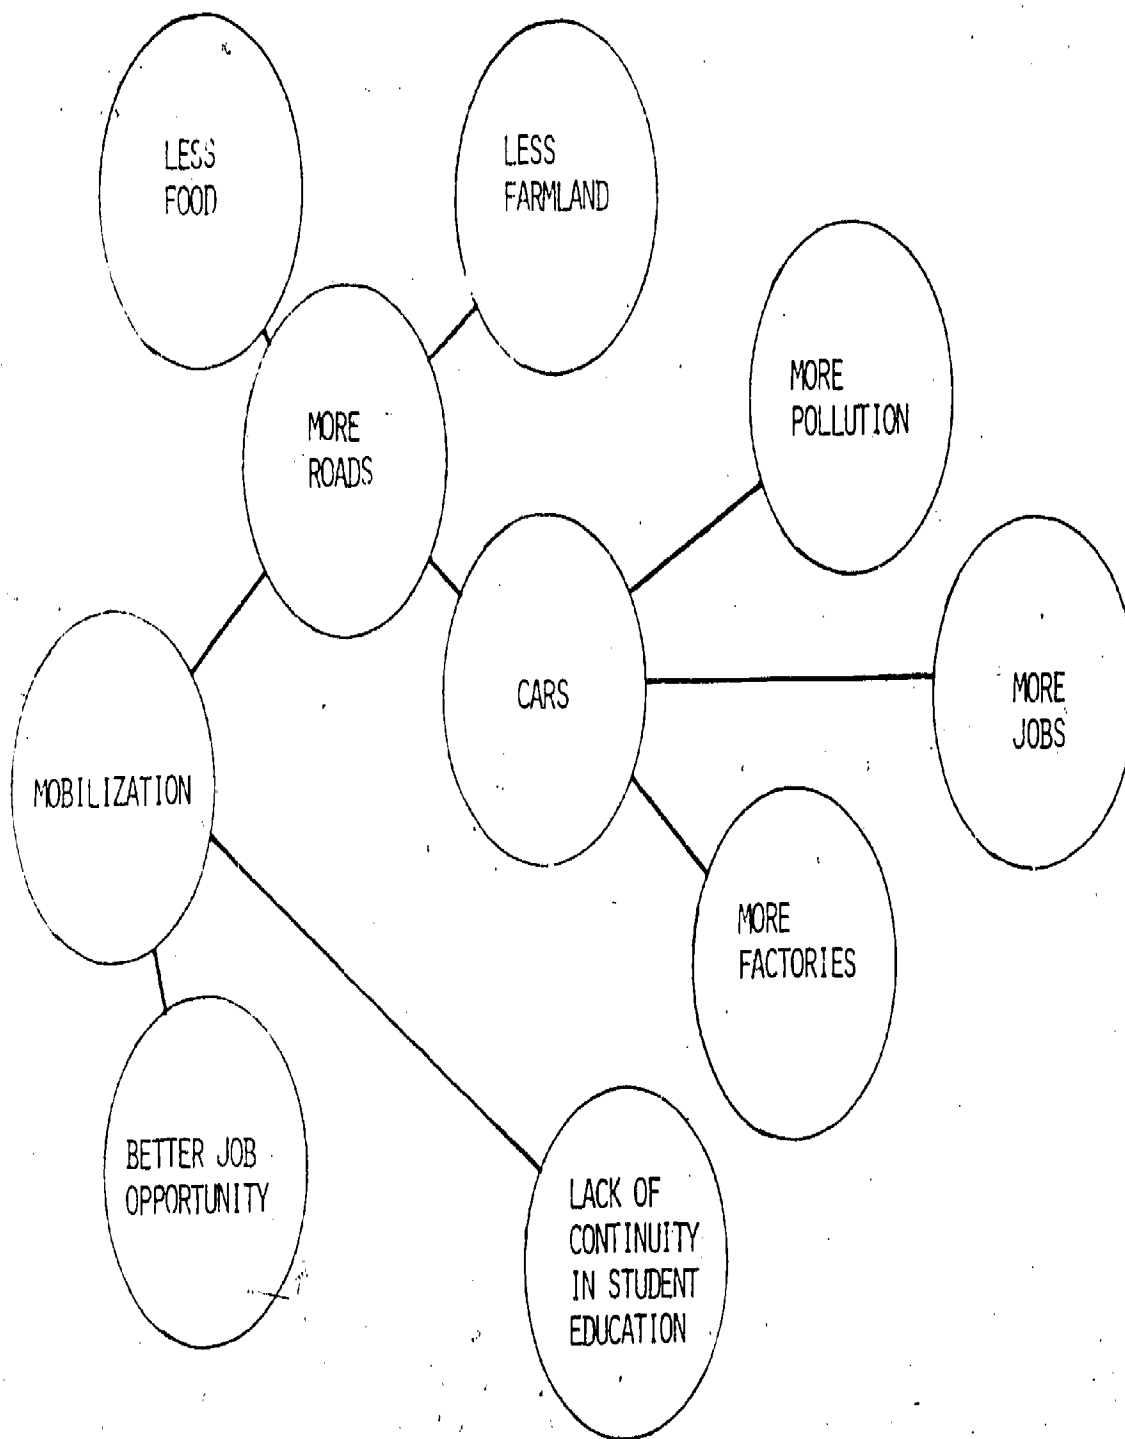 LESS
FOOD
LESS
FARMLAND
MORE
POLLUTION
MORE
ROADS
CARS
MORE
JOBS
MOBILIZATION
MORE
FACTORIES
BETTER JOB
OPPORTUNITY
LACK OF
CONTINUITY
IN STUDENT
EDUCATION